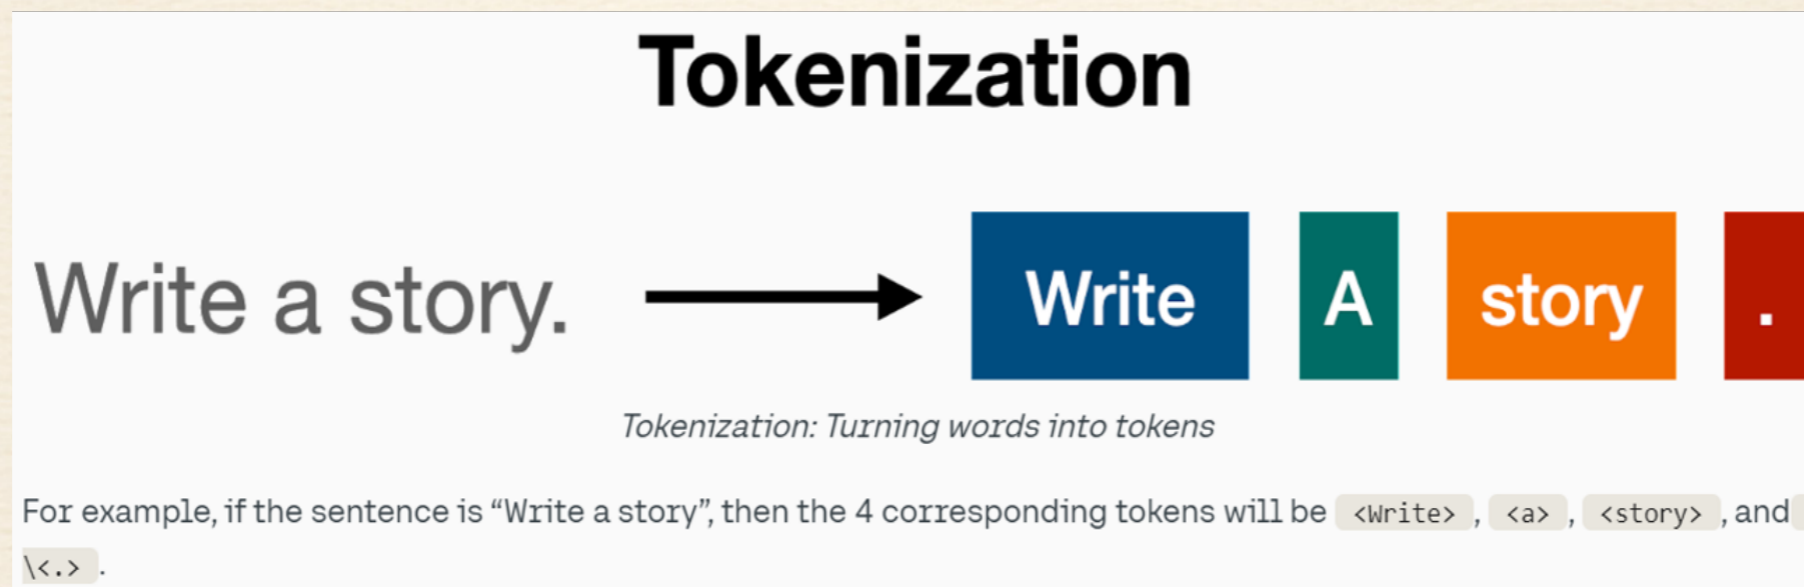 Tokenization
Write a story. Write A story .
Tokenization: Turning words into tokens
For example, if the sentence is “Write a story”, then the 4 corresponding tokens will be <Write> , <a> , <story> , and
\<.> .